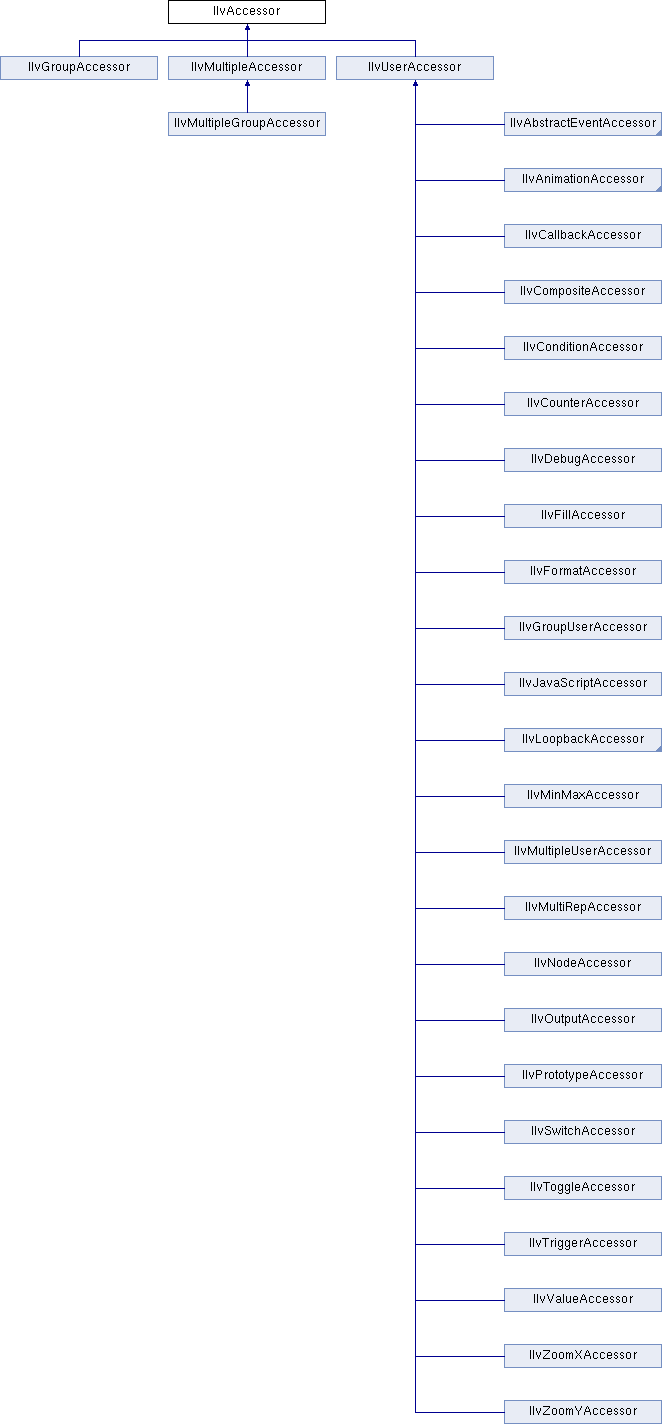 IlvAccessor
IlvGroupAccessor
IlvMultipleAccessor
IlvUserAccessor
IlvMultipleGroupAccessor
IlvAbstractEventAccessor
IlvAnimationAccessor
IlvCallbackAccessor
IlvCompositeAccessor
IlvConditionAccessor
IlvCounterAccessor
IlvDebugAccessor
IlvFillAccessor
IlvFormatAccessor
IlvGroupUserAccessor
IlvJavaScriptAccessor
IlvLoopbackAccessor
IlvMinMaxAccessor
IlvMultipleUserAccessor
IlvMultiRepAccessor
IlvNodeAccessor
IlvOutputAccessor
IlvPrototypeAccessor
IlvSwitchAccessor
IlvToggleAccessor
IlvTriggerAccessor
IlvValueAccessor
IlvZoomXAccessor
IlvZoomYAccessor